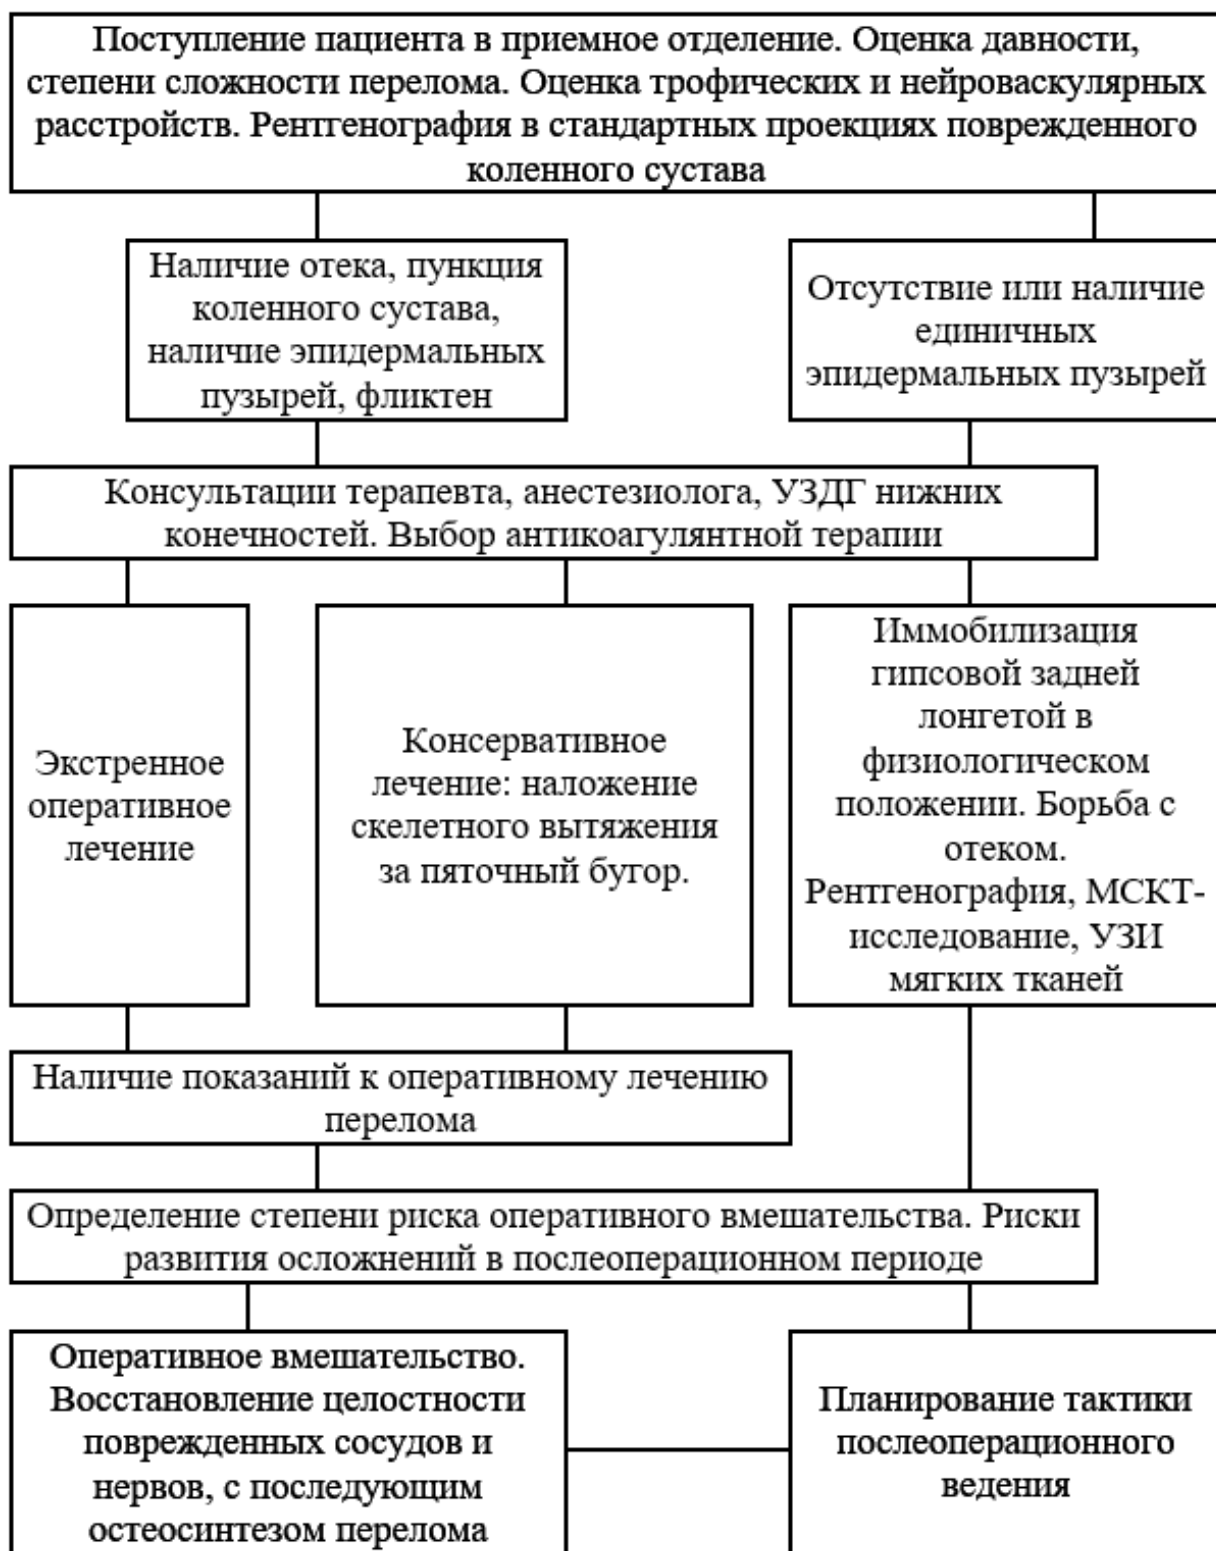 Поступление пациента в приемное отделение. Оценка давности,
степени сложности перелома. Оценка трофических и нейроваскулярных
расстройств. Рентгенография в стандартных проекциях поврежденного
коленного сустава
Наличие отека, пункция
коленного сустава,
наличие эпидермальных
пузырей, фликтен
Отсутствие или наличие
единичных
эпидермальных пузырей
Консультации терапевта, анестезиолога, УЗДГ нижних
конечностей. Выбор антикоагулянтной терапии
Экстренное
оперативное
лечение
Консервативное
лечение: наложение
скелетного вытяжения
за пяточный бугор.
Иммобилизация
гипсовой задней
лонгетой в
физиологическом
положении. Борьба с
отеком.
Рентгенография, МСКТ-
исследование, УЗИ
мягких тканей
Наличие показаний к оперативному лечению
перелома
Определение степени риска оперативного вмешательства. Риски
развития осложнений в послеоперационном периоде
Оперативное вмешательство.
Восстановление целостности
поврежденных сосудов и
нервов, с последующим
остеосинтезом перелома
Планирование тактики
послеоперационного
ведения